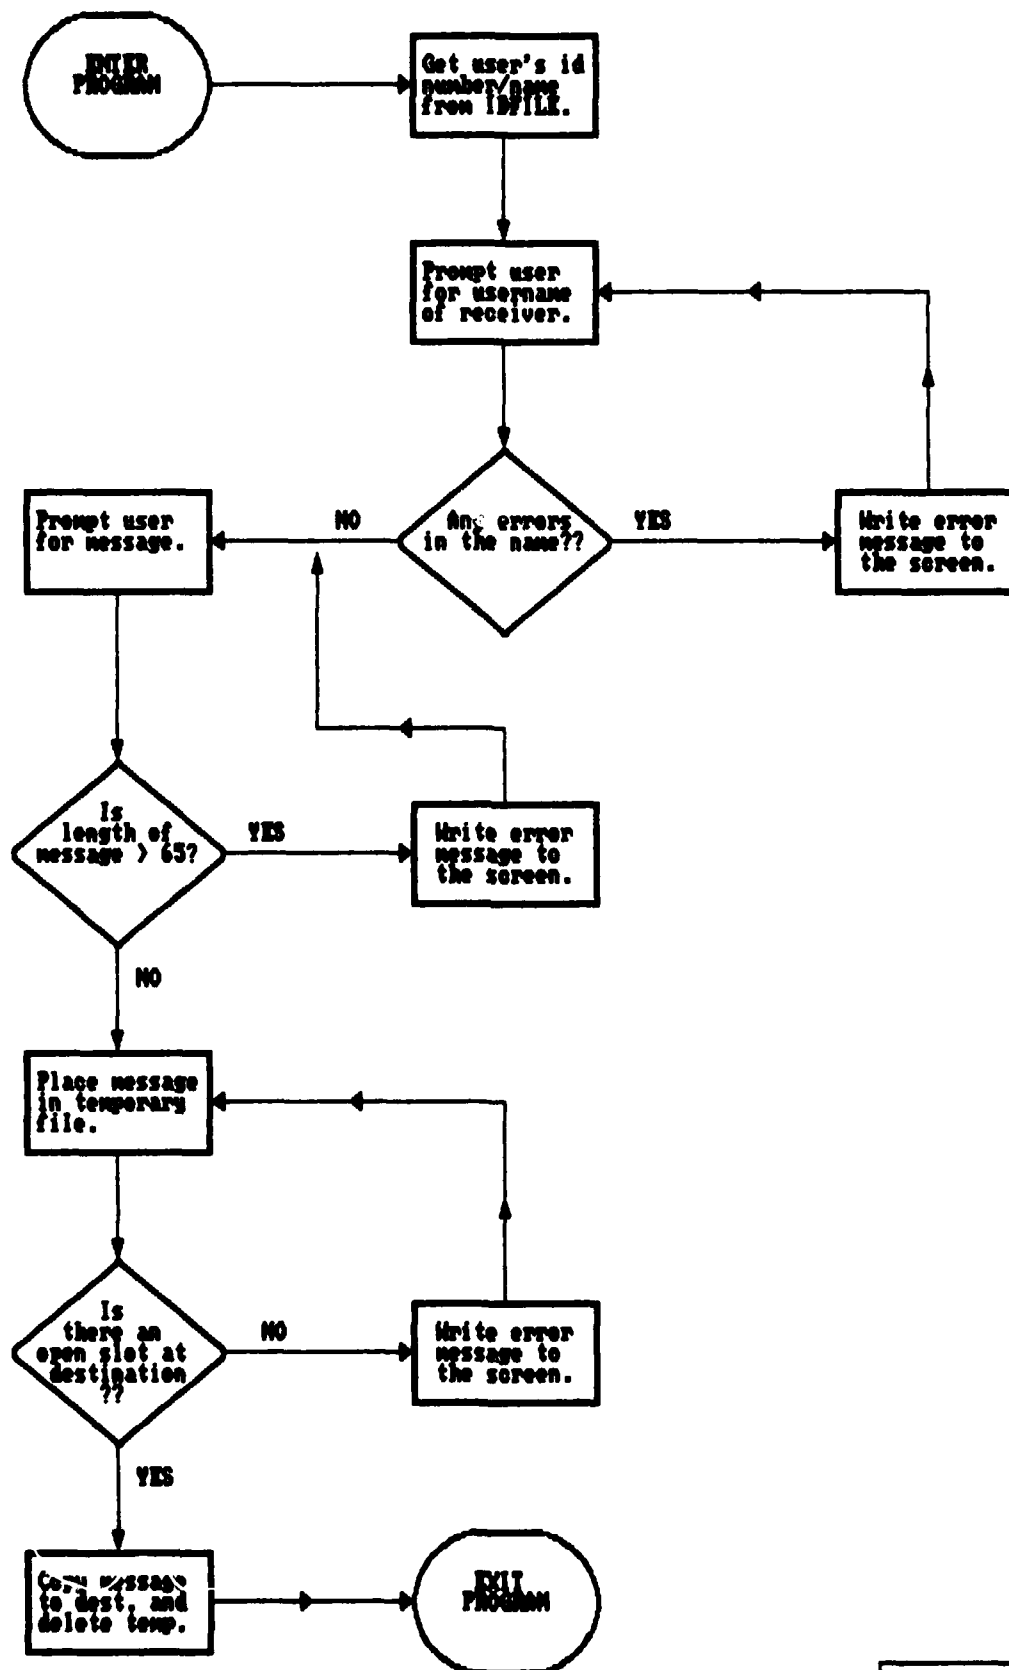 ENTER
PROGRAM
Get user's id
number/name
from IDFILE.
Prompt user
for username
of receiver.
Any errors
in the name??
NO
YES
Write error
message to
the screen.
Prompt user
for message.
Is
length of
message > 65?
YES
Write error
message to
the screen.
NO
Place message
in temporary
file.
Is
there an
open slot at
destination
??
NO
Write error
message to
the screen.
YES
Copy message
to dest. and
delete temp.
EXIT
PROGRAM